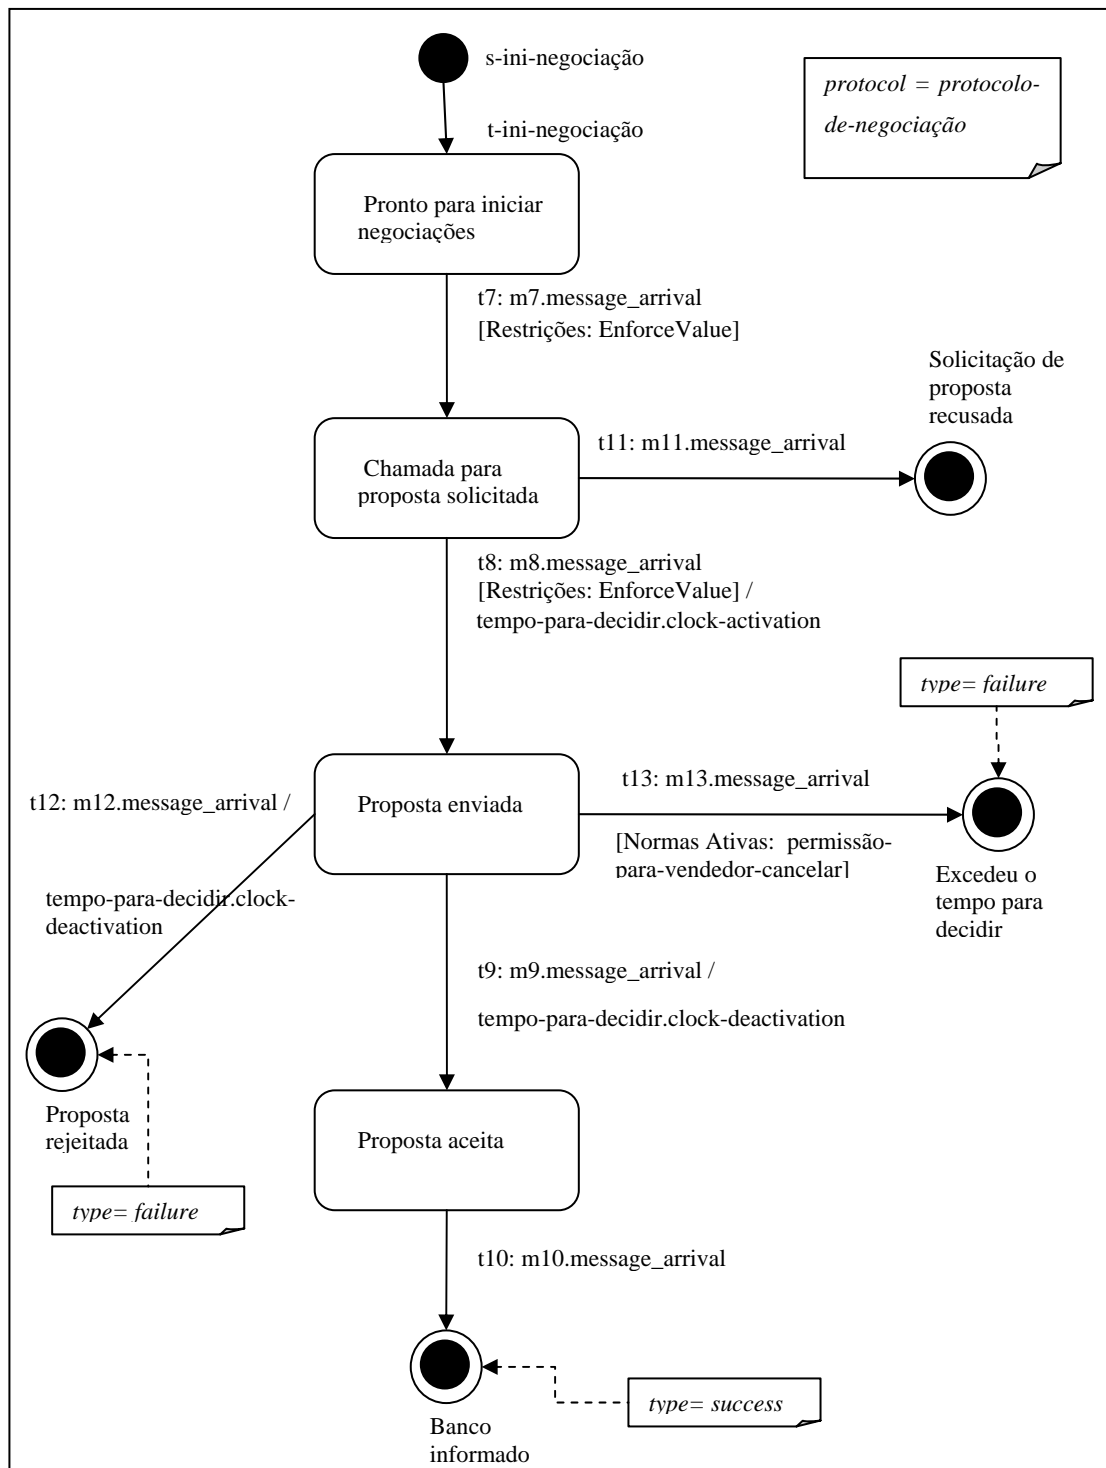 s-ini-negociação
protocol = protocolo-
de-negociação
t-ini-negociação
Pronto para iniciar
negociações
t7: m7.message_arrival
[Restrições: EnforceValue]
Solicitação de
proposta
recusada
t11: m11.message_arrival
Chamada para
proposta solicitada
t8: m8.message_arrival
[Restrições: EnforceValue] /
tempo-para-decidir.clock-activation
type= failure
t13: m13.message_arrival
t12: m12.message_arrival /
Proposta enviada
[Normas Ativas:  permissão-
para-vendedor-cancelar]
Excedeu o
tempo para
decidir
tempo-para-decidir.clock-
deactivation
t9: m9.message_arrival /
tempo-para-decidir.clock-deactivation
Proposta
rejeitada
Proposta aceita
type= failure
t10: m10.message_arrival
type= success
Banco
informado